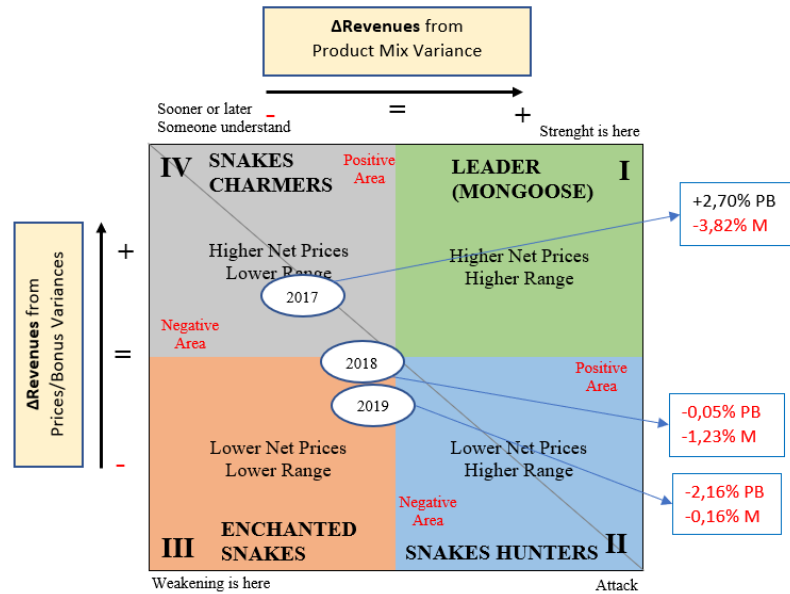 ΔRevenues from
Product Mix Variance
Sooner or later
Someone understand
-
=
+
Strenght is here
IV
SNAKES
CHARMERS
Positive
Area
LEADER
(MONGOOSE)
I
+2,70% PB
-3,82% M
ΔRevenues from
Prices/Bonus Variances
+
=
-
Higher Net Prices
Lower Range
Higher Net Prices
Higher Range
2017
Negative
Area
2018
Positive
Area
2019
-0,05% PB
-1,23% M
Lower Net Prices
Lower Range
Lower Net Prices
Higher Range
-2,16% PB
-0,16% M
Negative
Area
III
ENCHANTED
SNAKES
SNAKES HUNTERS
II
Weakening is here
Attack